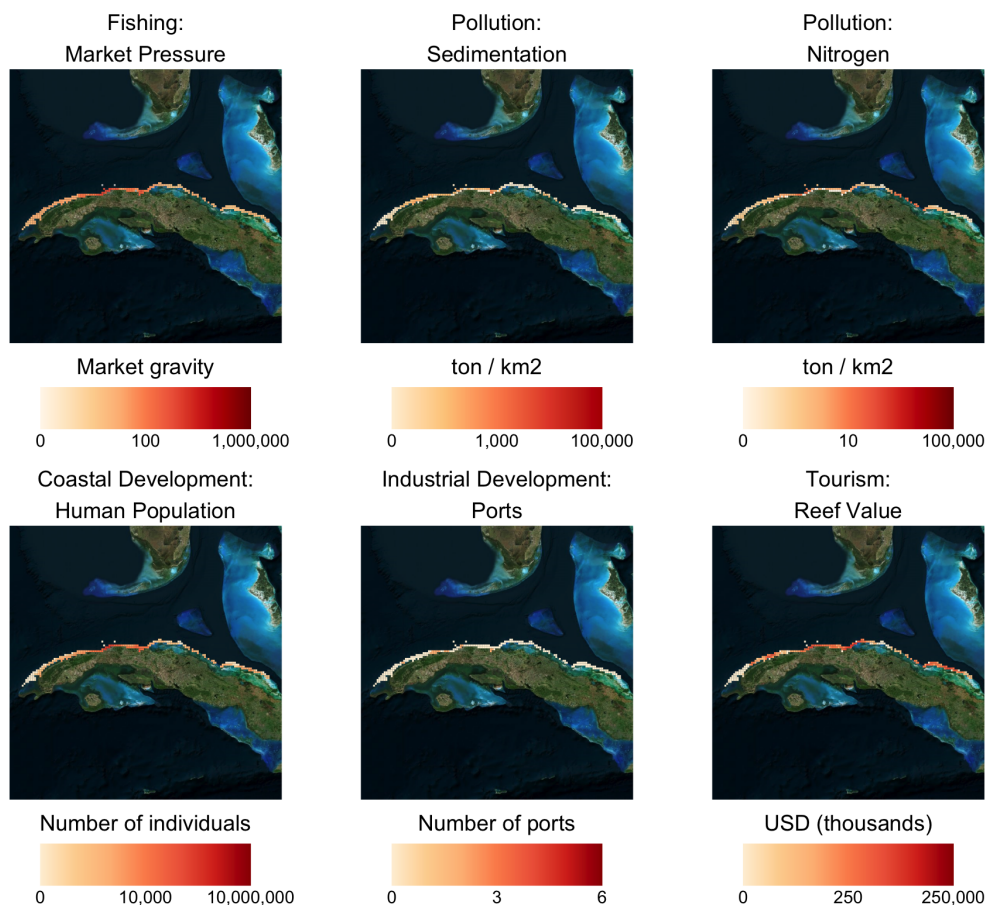 Fishing:
Market Pressure
Pollution:
Sedimentation
Pollution:
Nitrogen
Market gravity
0 100 1,000,000
ton / km2
0 1,000 100,000
ton / km2
0 10 100,000
Coastal Development:
Human Population
Industrial Development:
Ports
Tourism:
Reef Value
Number of individuals
0 10,000 10,000,000
Number of ports
0 3 6
USD (thousands)
0 250 250,000